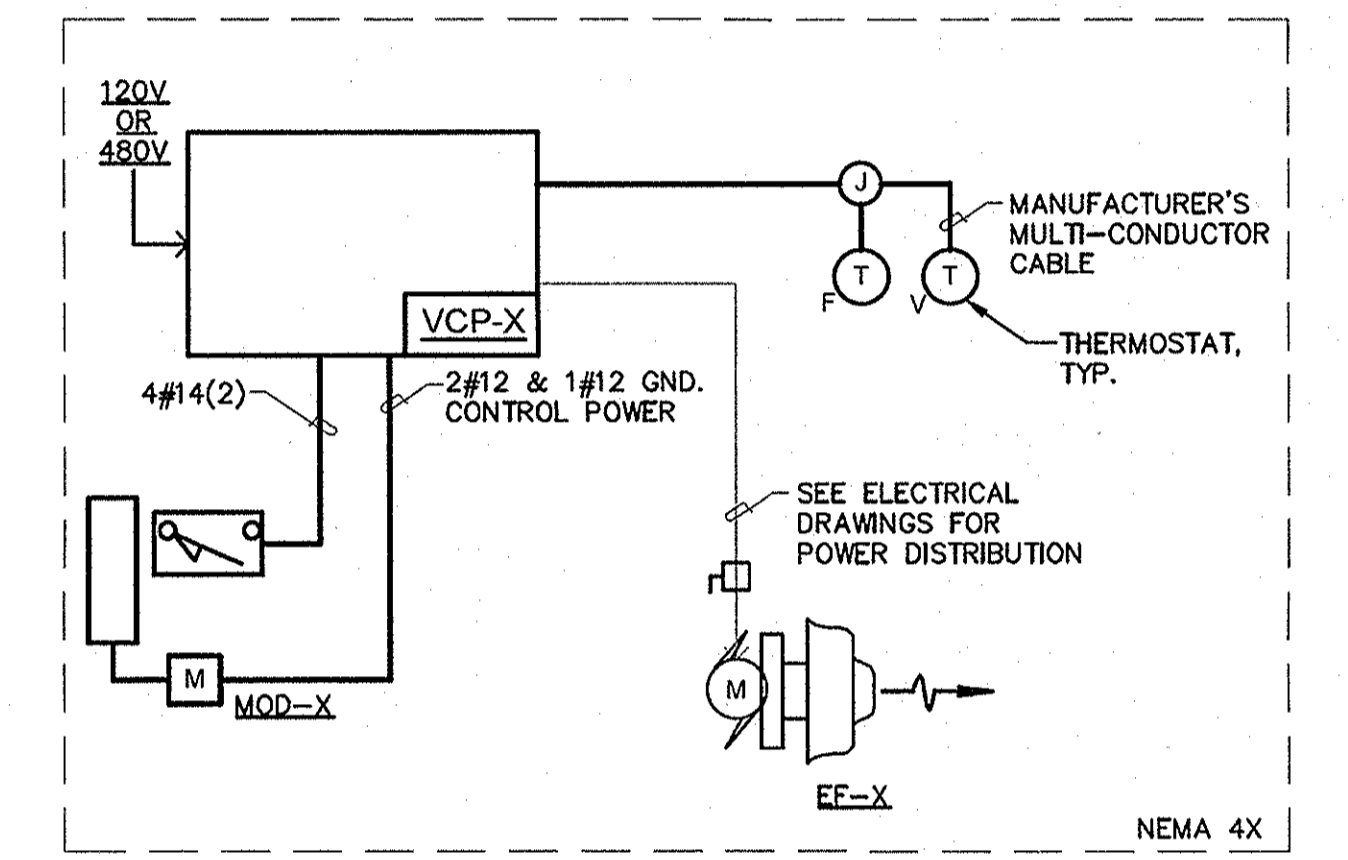 120V
OR
480V
J
MANUFACTURER'S
MULTI-CONDUCTOR
CABLE
T
T
F
V
VCP-X
THERMOSTAT,
TYP.
4#14(2)
2#12 & 1#12 GND.
CONTROL POWER
SEE ELECTRICAL
DRAWINGS FOR
POWER DISTRIBUTION
M
MOD-X
M
EF-X
NEMA 4X